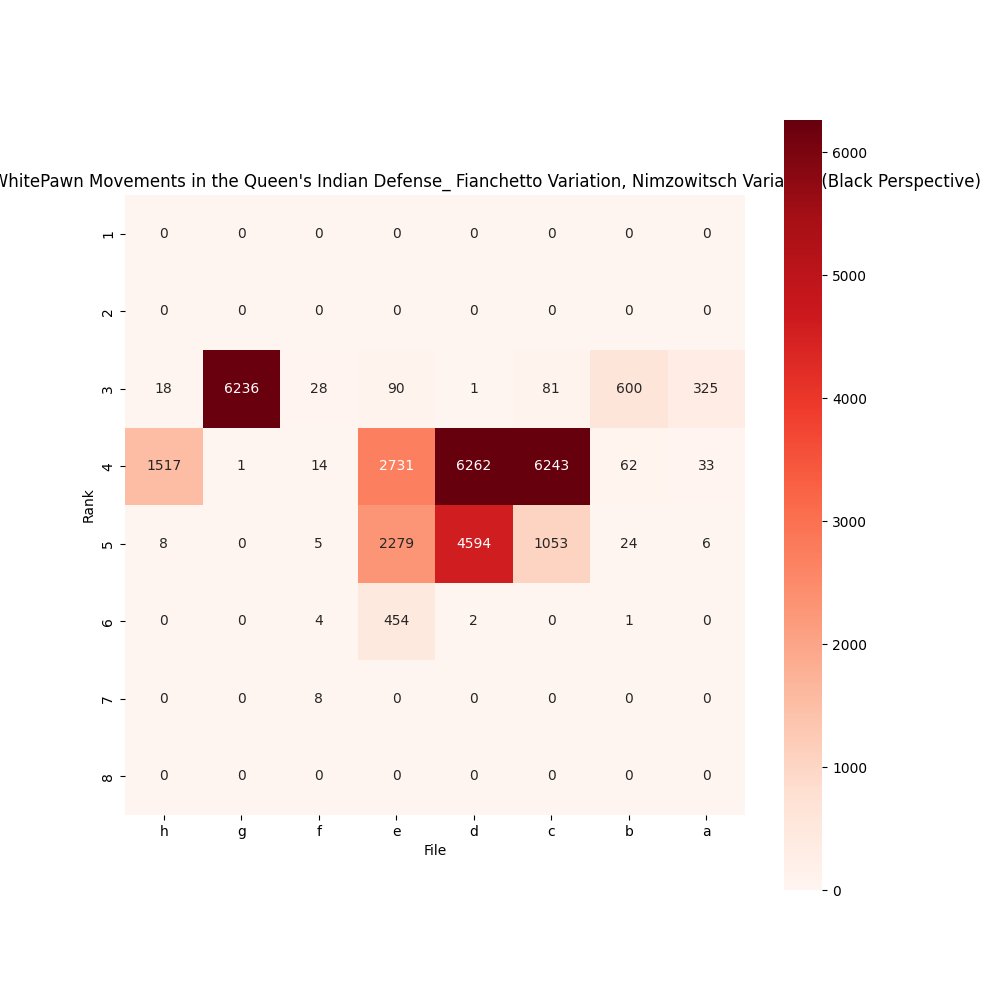 WhitePawn Movements in the Queen's Indian Defense_ Fianchetto Variation, Nimzowitsch Varia (Black Perspective)
1 0 0 0 0 0 0 0 0
2 0 0 0 0 0 0 0 0
3 18 6236 28 90 1 81 600 325
4 1517 1 14 2731 6262 6243 62 33
Rank
5 8 0 5 2279 4594 1053 24 6
6 0 0 4 454 2 0 1 0
7 0 0 8 0 0 0 0 0
8 0 0 0 0 0 0 0 0
h g f e d c b a
File
6000
5000
4000
3000
2000
1000
0